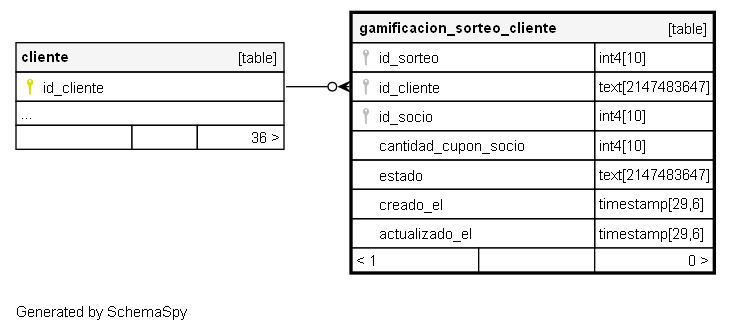 cliente [table]
id_cliente
...
36 >
gamificacion_sorteo_cliente [table]
id_sorteo int4[10]
id_cliente text[2147483647]
id_socio int4[10]
cantidad_cupon_socio int4[10]
estado text[2147483647]
creado_el timestamp[29,6]
actualizado_el timestamp[29,6]
< 1 0 >
Generated by SchemaSpy